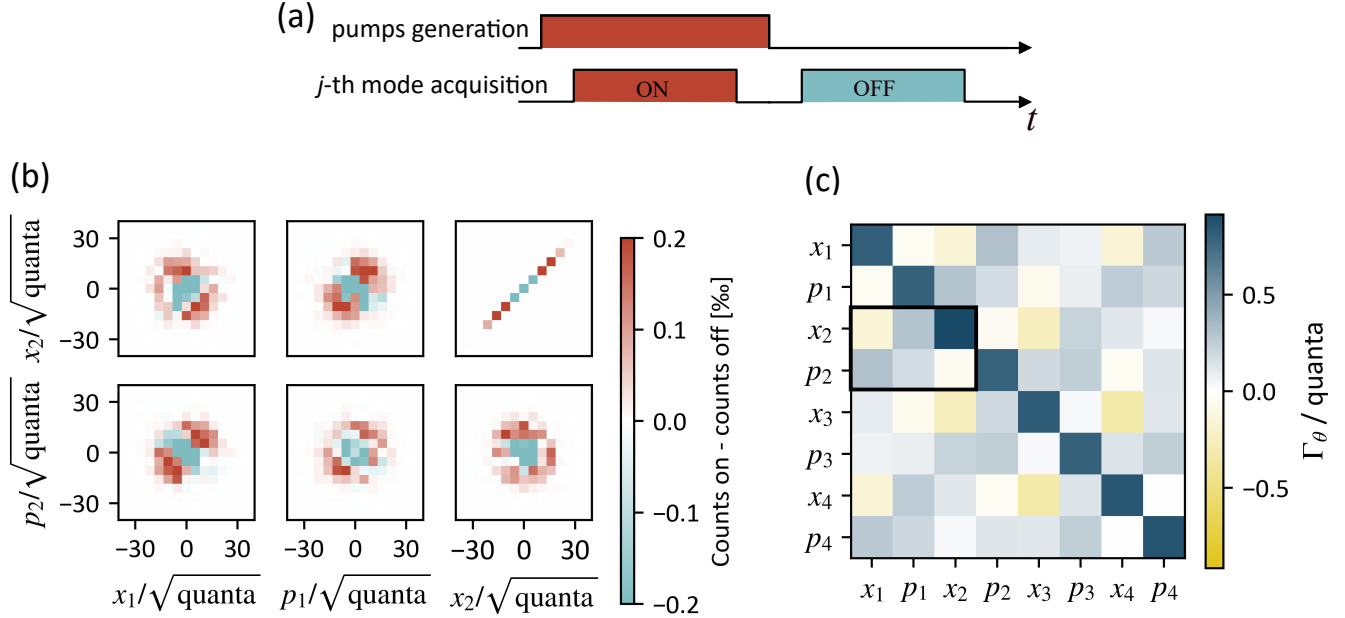 (a)
pumps generation
j-th mode acquisition
ON
OFF
t
(b)
x₂/√quanta
30
0
−30
p₂/√quanta
30
0
−30
−30 0 30
−30 0 30
−30 0 30
x₁/√quanta
p₁/√quanta
x₂/√quanta
0.2
0.1
0.0
−0.1
−0.2
Counts on - counts off [‰]
(c)
x₁
p₁
x₂
p₂
x₃
p₃
x₄
p₄
x₁ p₁ x₂ p₂ x₃ p₃ x₄ p₄
0.5
0.0
−0.5
Γ_θ / quanta